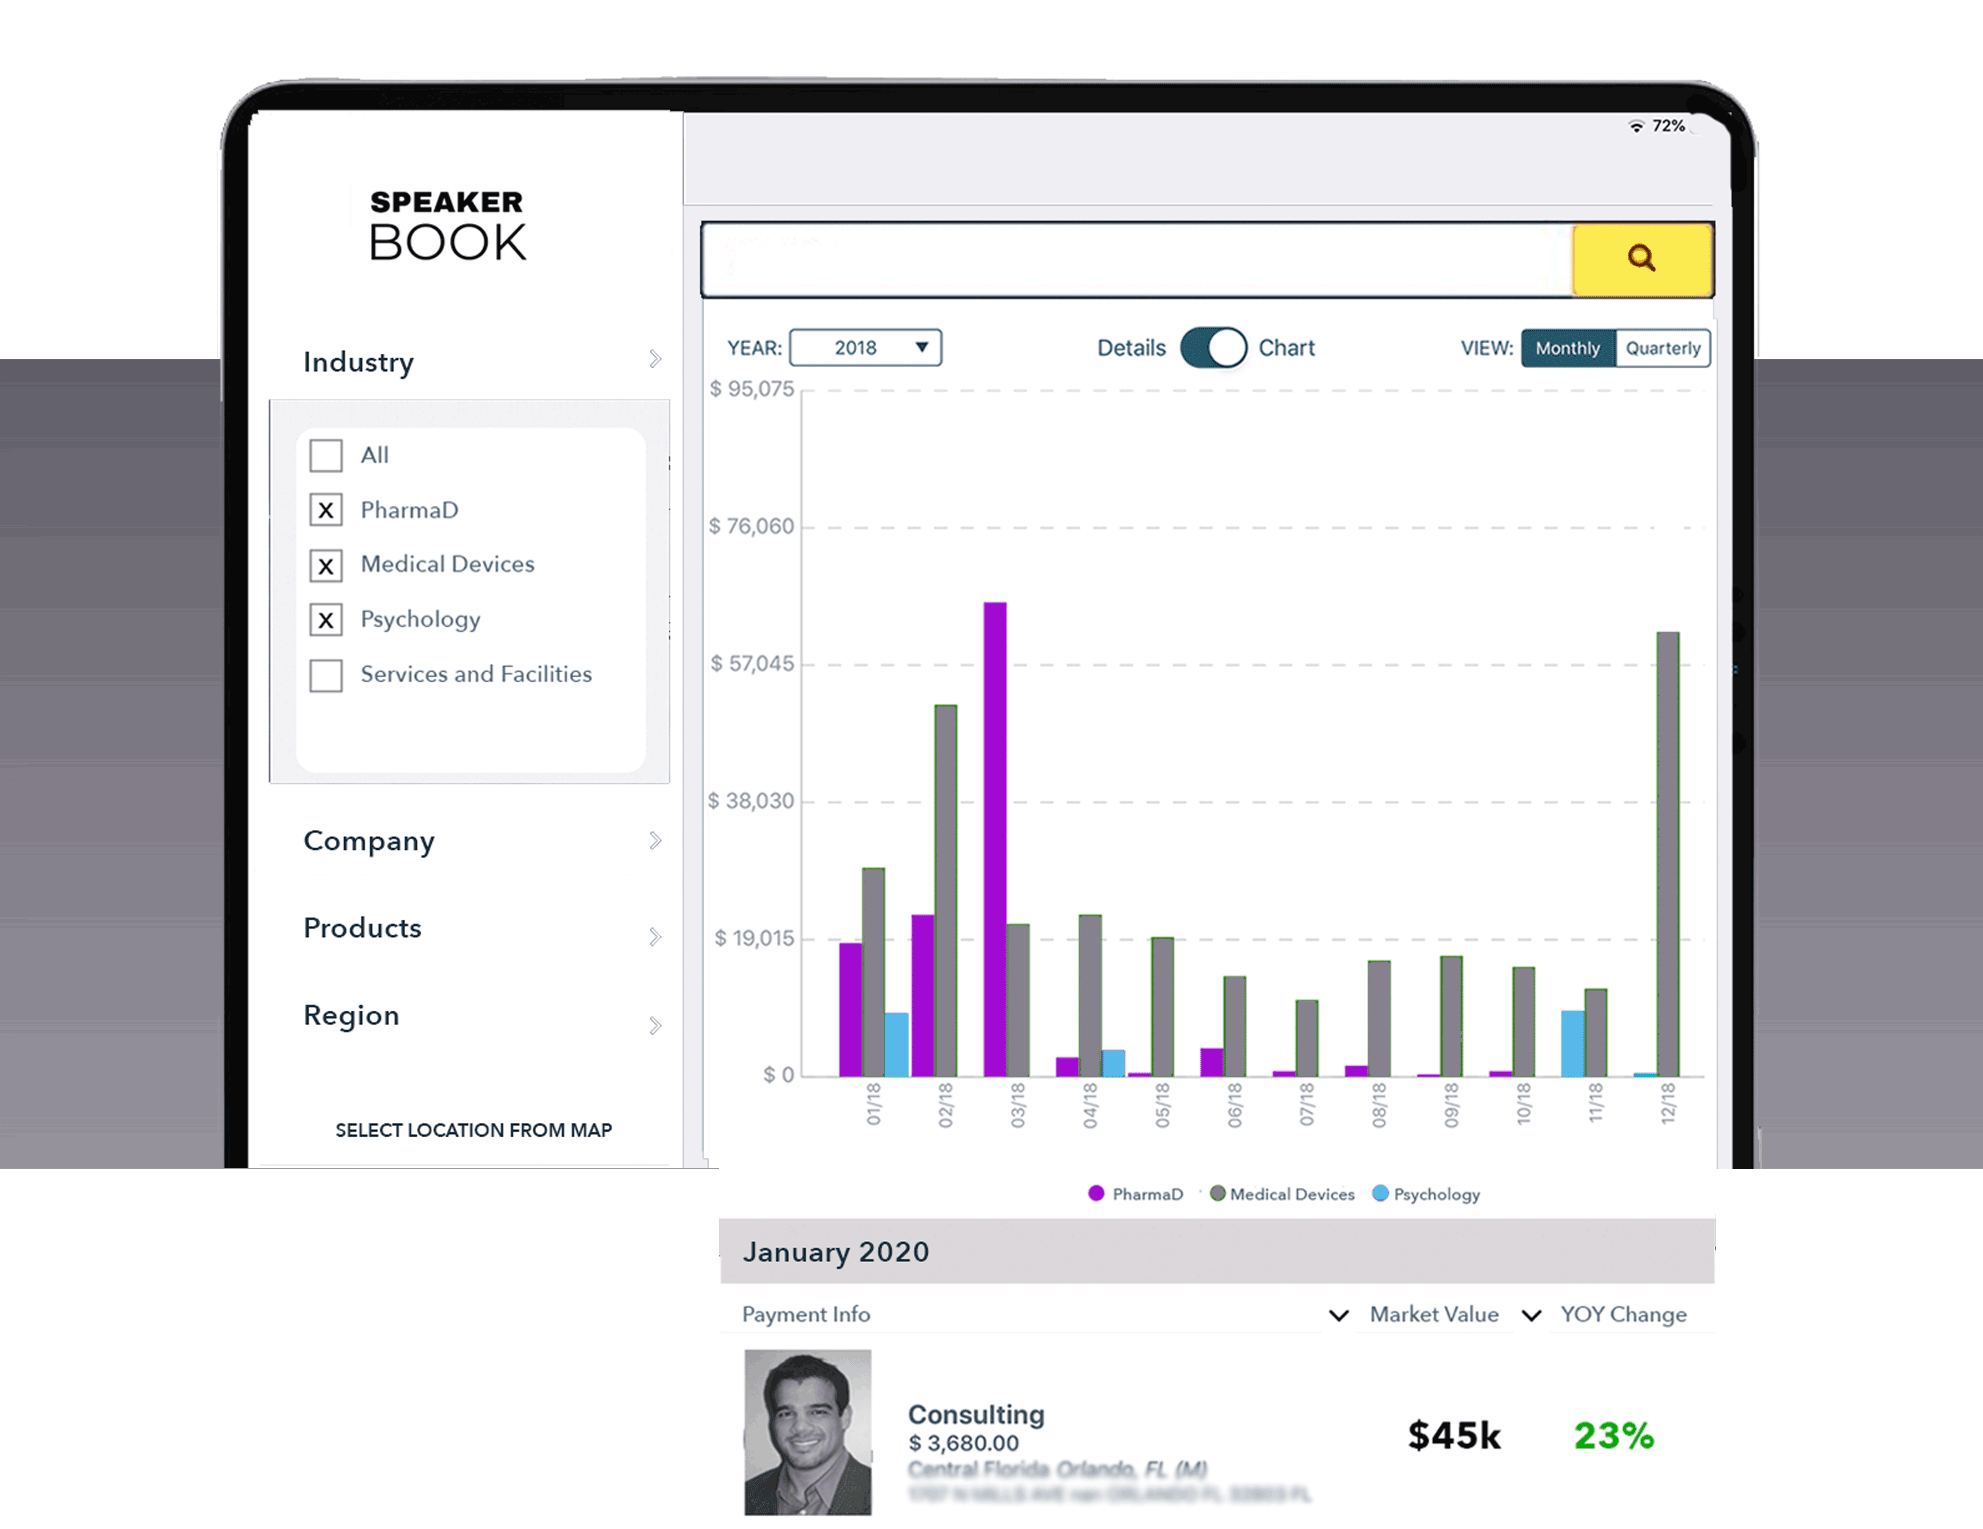 72%
SPEAKER
BOOK
Industry
All
X PharmaD
X Medical Devices
X Psychology
Services and Facilities
Company
Products
Region
SELECT LOCATION FROM MAP
YEAR: 2018 Details Chart VIEW: Monthly Quarterly
$ 95,075
$ 76,060
$ 57,045
$ 38,030
$ 19,015
$ 0
01/18 02/18 03/18 04/18 05/18 06/18 07/18 08/18 09/18 10/18 11/18 12/18
PharmaD Medical Devices Psychology
January 2020
Payment Info Market Value YOY Change
Consulting
$ 3,680.00
$45k 23%
Central Florida Orlando, FL (M)